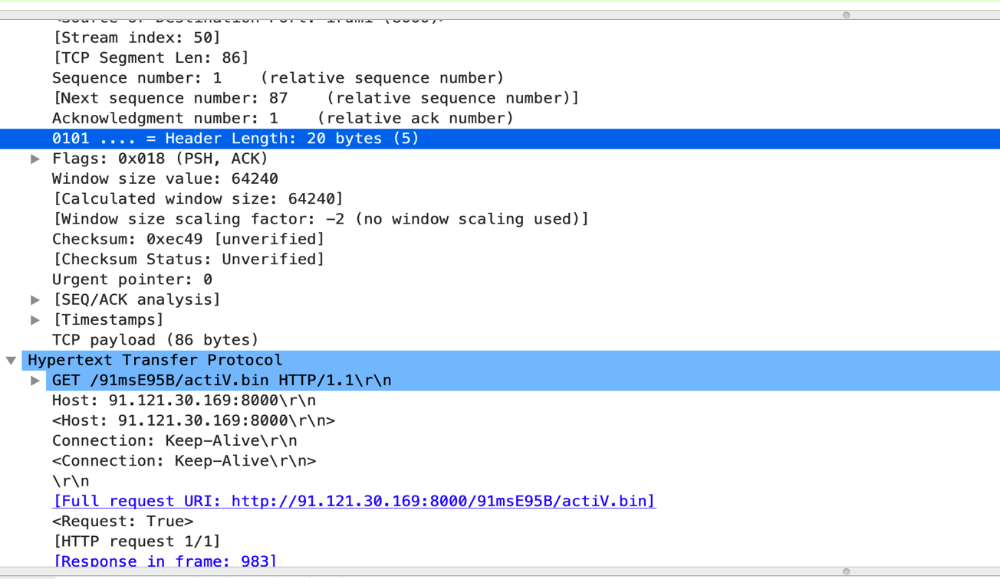 <Source or Destination Port: irdmi (8000)>
[Stream index: 50]
[TCP Segment Len: 86]
Sequence number: 1    (relative sequence number)
[Next sequence number: 87    (relative sequence number)]
Acknowledgment number: 1    (relative ack number)
0101 .... = Header Length: 20 bytes (5)
Flags: 0x018 (PSH, ACK)
Window size value: 64240
[Calculated window size: 64240]
[Window size scaling factor: -2 (no window scaling used)]
Checksum: 0xec49 [unverified]
[Checksum Status: Unverified]
Urgent pointer: 0
[SEQ/ACK analysis]
[Timestamps]
TCP payload (86 bytes)
Hypertext Transfer Protocol
GET /91msE95B/actiV.bin HTTP/1.1\r\n
Host: 91.121.30.169:8000\r\n
<Host: 91.121.30.169:8000\r\n>
Connection: Keep-Alive\r\n
<Connection: Keep-Alive\r\n>
\r\n
[Full request URI: http://91.121.30.169:8000/91msE95B/actiV.bin]
<Request: True>
[HTTP request 1/1]
[Response in frame: 983]